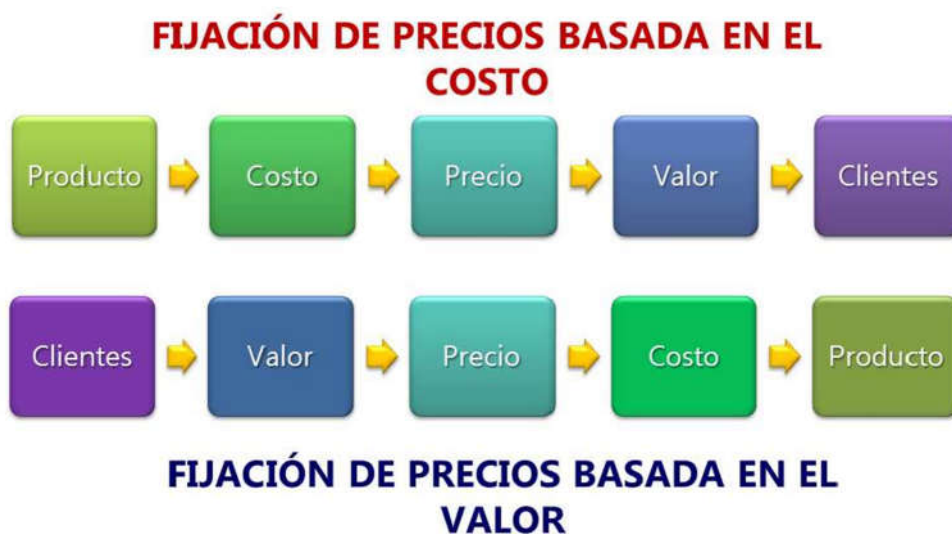 FIJACIÓN DE PRECIOS BASADA EN EL
COSTO
Producto Costo Precio Valor Clientes
Clientes Valor Precio Costo Producto
FIJACIÓN DE PRECIOS BASADA EN EL
VALOR